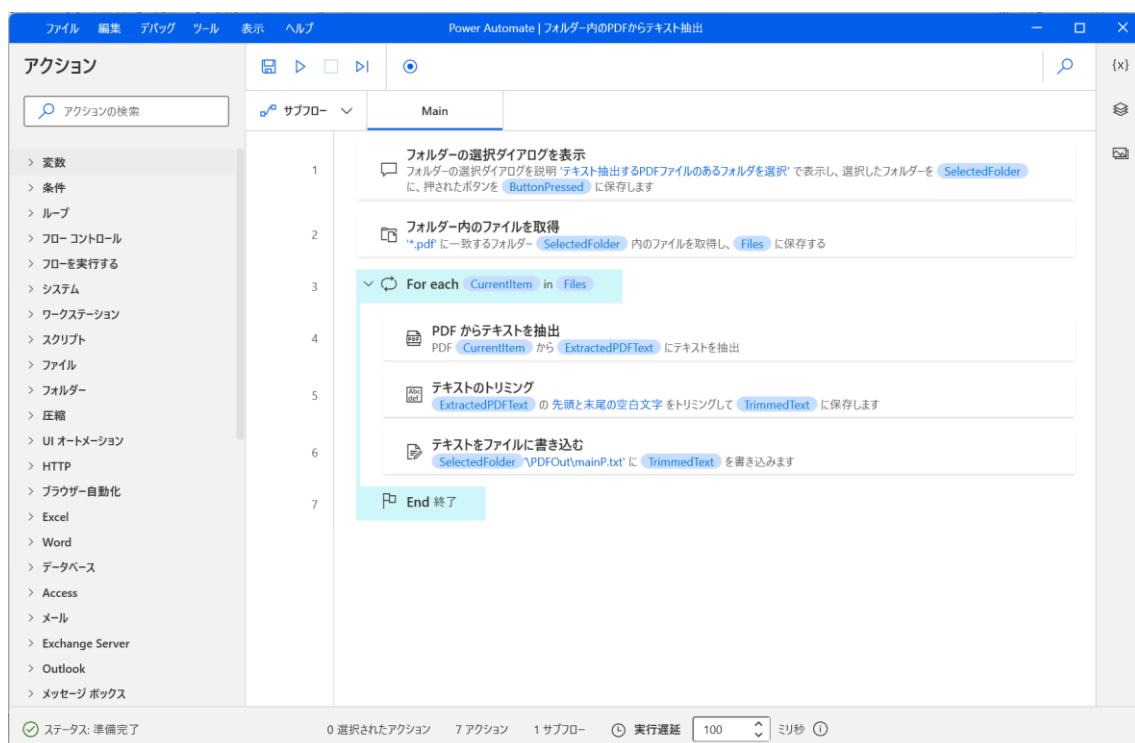 ファイル 編集 デバッグ ツール 表示 ヘルプ Power Automate | フォルダー内のPDFからテキスト抽出
アクション
{x}
アクションの検索
サブフロー Main
変数
条件
ループ
フロー コントロール
フローを実行する
システム
ワークステーション
スクリプト
ファイル
フォルダー
圧縮
UI オートメーション
HTTP
ブラウザー自動化
Excel
Word
データベース
Access
メール
Exchange Server
Outlook
メッセージ ボックス
1
フォルダーの選択ダイアログを表示
フォルダーの選択ダイアログを説明 'テキスト抽出するPDFファイルのあるフォルダを選択' で表示し、選択したフォルダーを SelectedFolder
に、押されたボタンを ButtonPressed に保存します
2
フォルダー内のファイルを取得
'*.pdf' に一致するフォルダー SelectedFolder 内のファイルを取得し、 Files に保存する
3
For each CurrentItem in Files
4
PDF からテキストを抽出
PDF CurrentItem から ExtractedPDFText にテキストを抽出
5
Abc
def
テキストのトリミング
ExtractedPDFText の 先頭と末尾の空白文字 をトリミングして TrimmedText に保存します
6
テキストをファイルに書き込む
SelectedFolder '\PDFOut\mainP.txt' に TrimmedText を書き込みます
7
End 終了
ステータス: 準備完了 0 選択されたアクション 7 アクション 1 サブフロー 実行遅延 100 ミリ秒